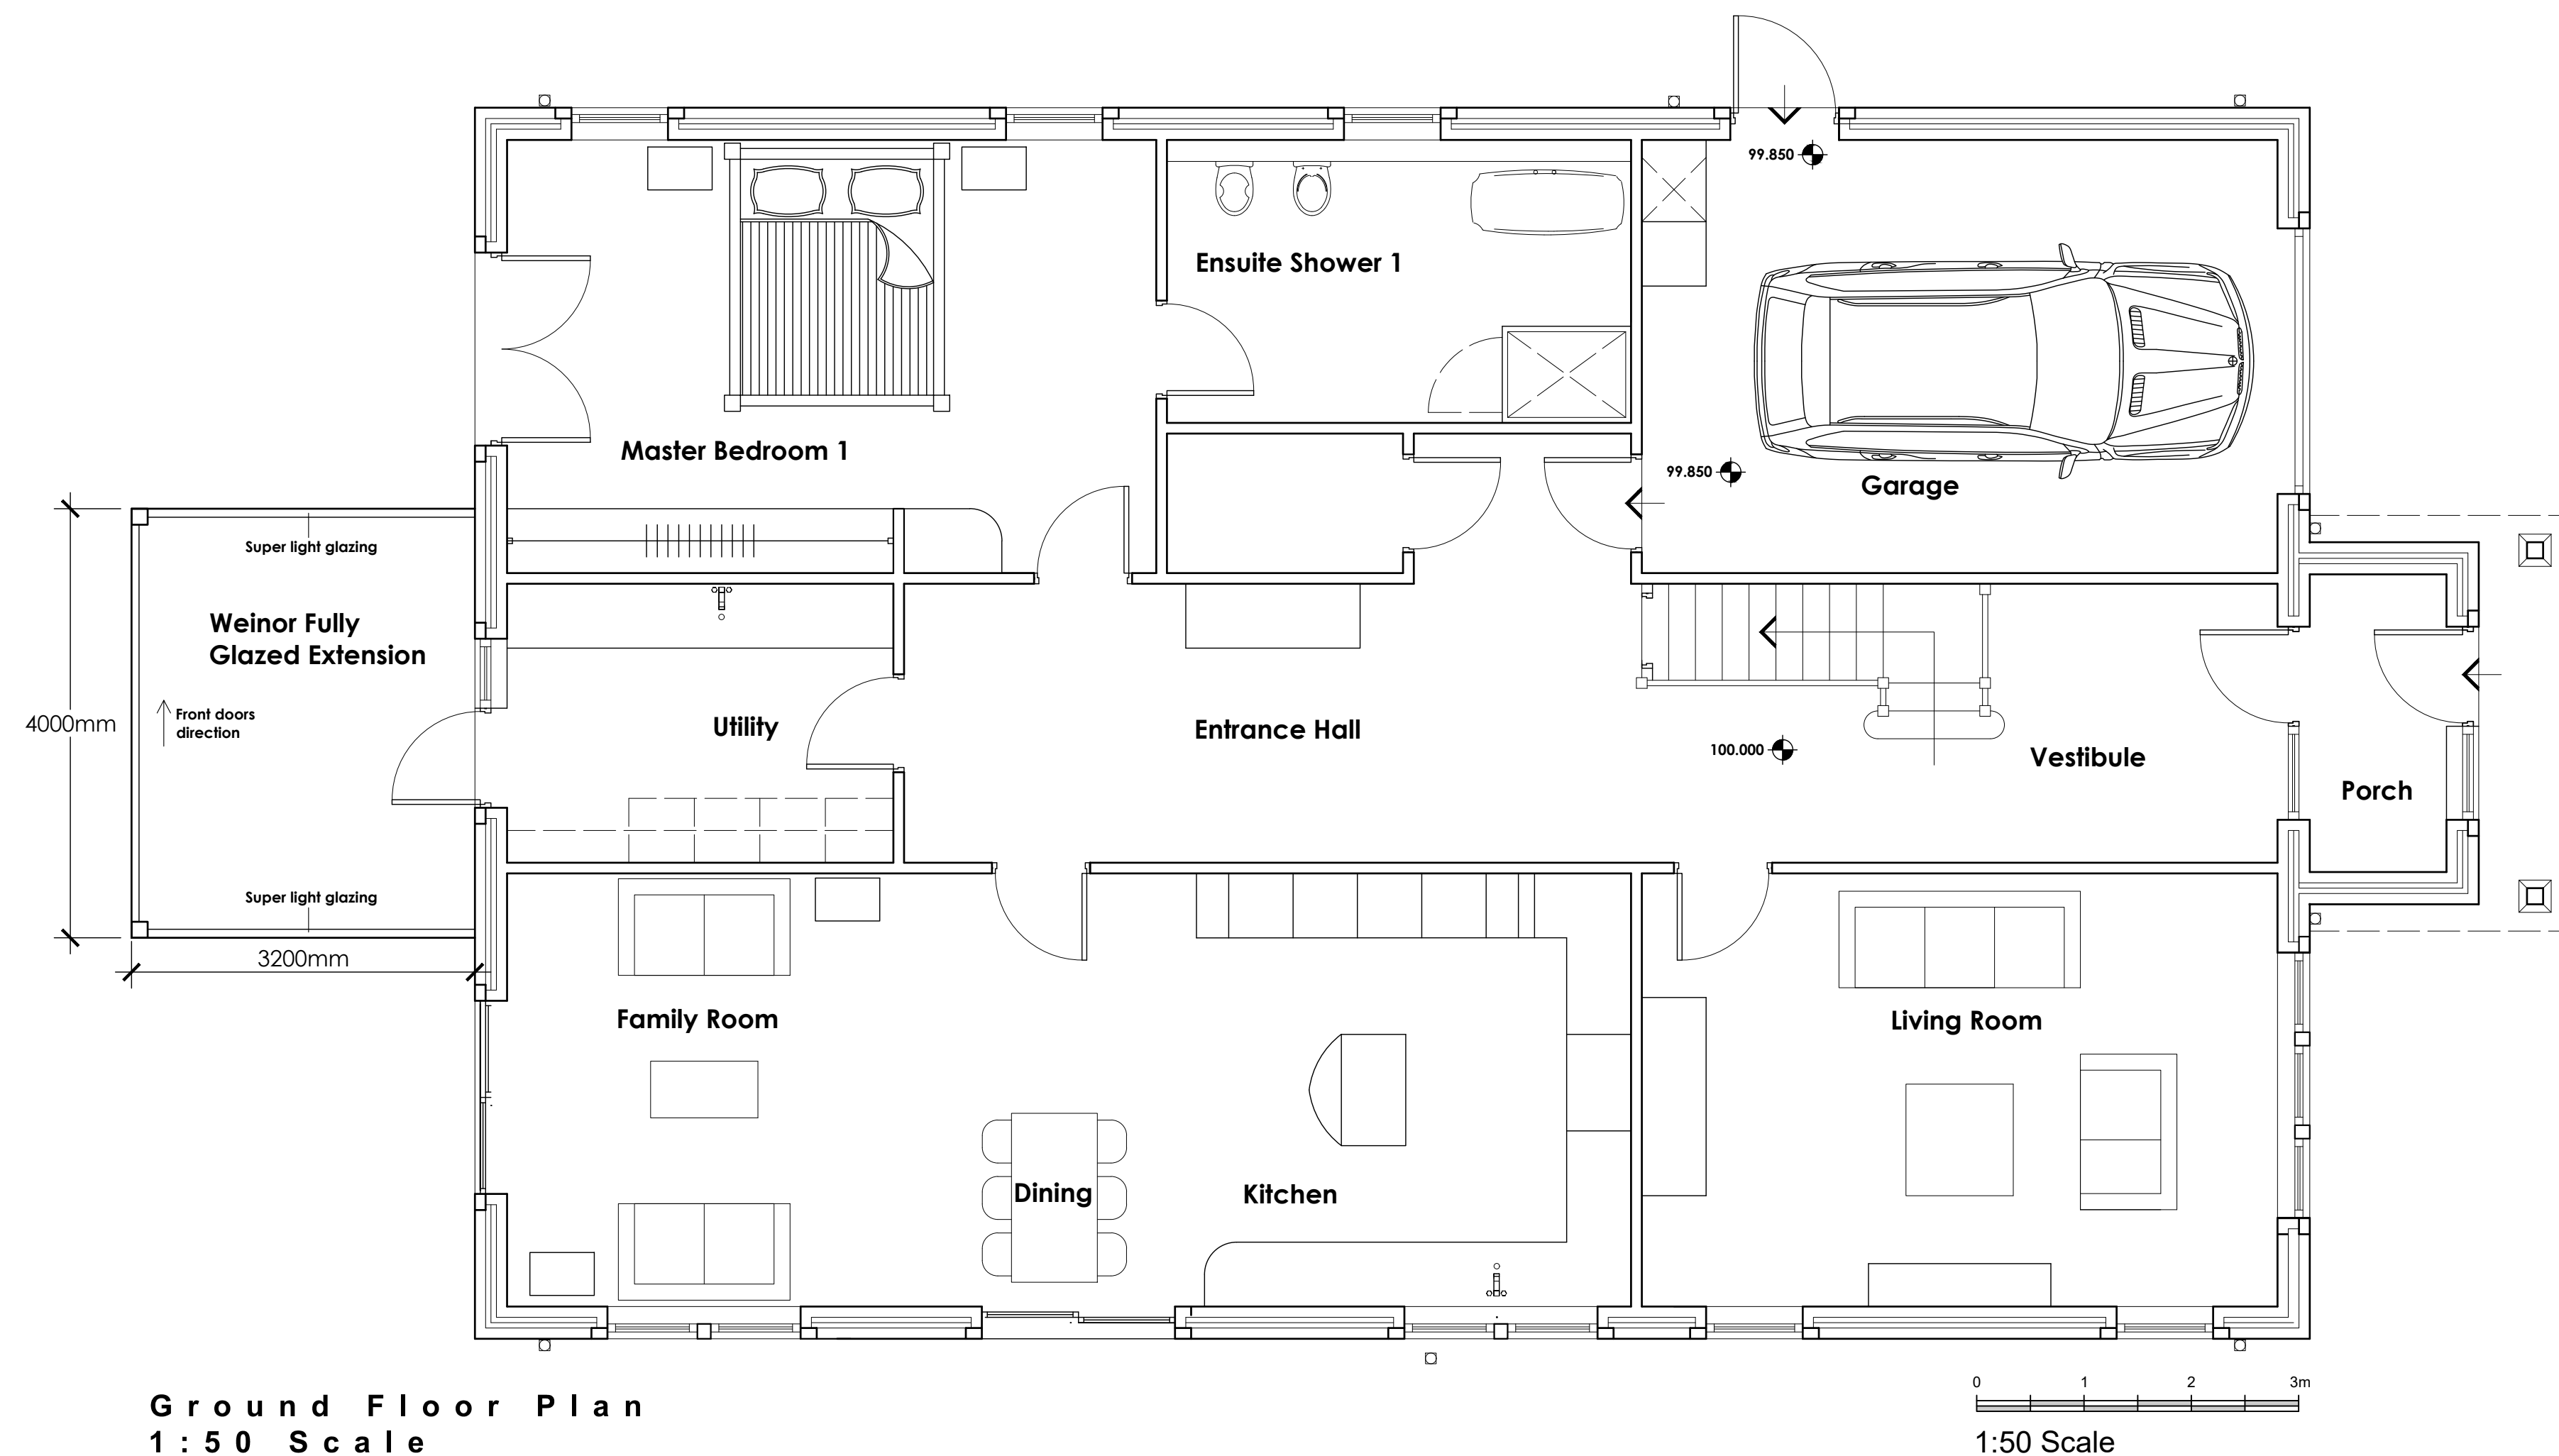 99.850
Ensuite Shower 1
Master Bedroom 1
99.850
Garage
Super light glazing
Weinor Fully
Glazed Extension
Front doors
direction
4000mm
Utility
Entrance Hall
100.000
Vestibule
Porch
Super light glazing
3200mm
Family Room
Living Room
Dining
Kitchen
Ground Floor Plan
1:50 Scale
0 1 2 3m
1:50 Scale